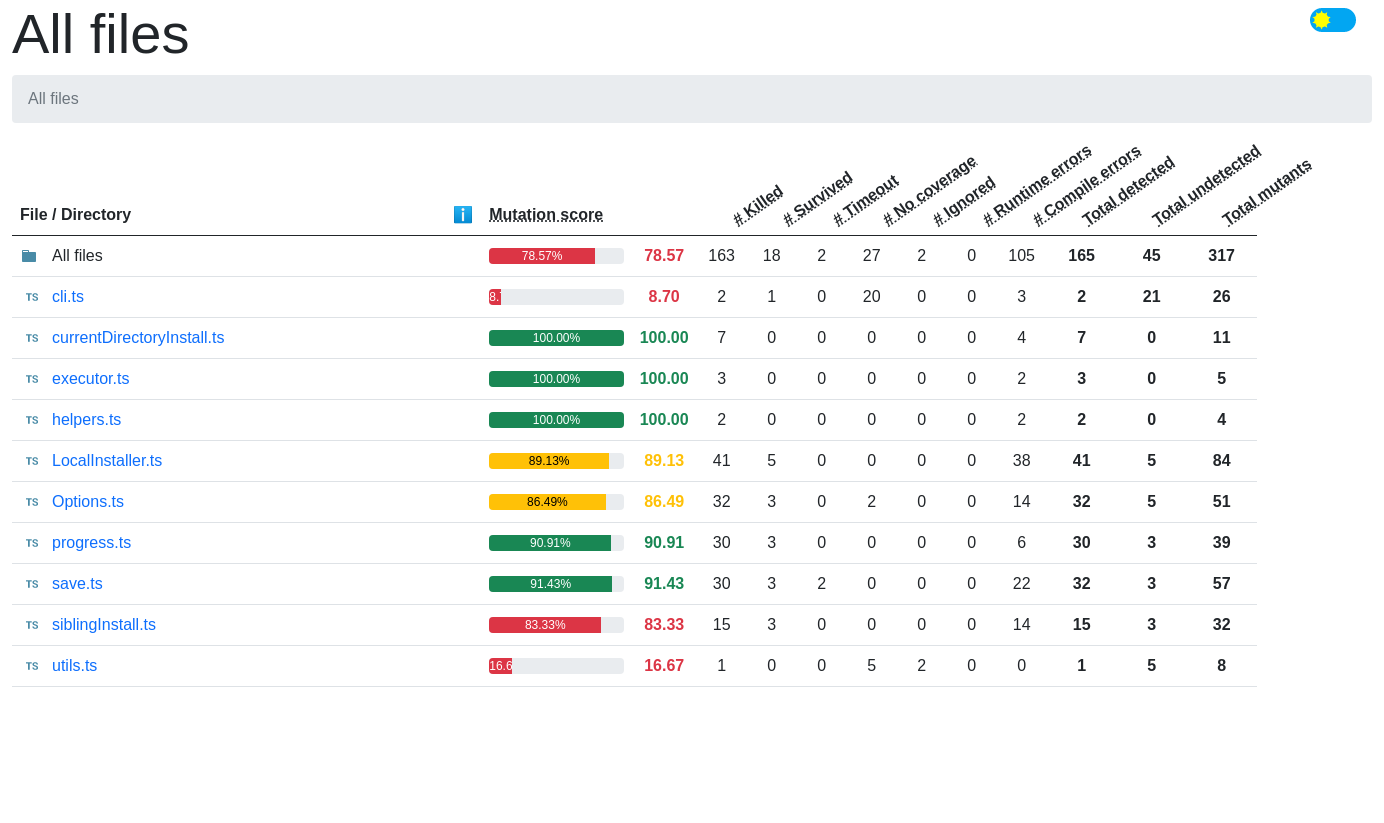 All files
All files
File / Directory ℹ Mutation score # Killed # Survived # Timeout # No coverage # Ignored # Runtime errors # Compile errors Total detected Total undetected Total mutants
All files 78.57% 78.57 163 18 2 27 2 0 105 165 45 317
TS cli.ts 8. 8.70 2 1 0 20 0 0 3 2 21 26
TS currentDirectoryInstall.ts 100.00% 100.00 7 0 0 0 0 0 4 7 0 11
TS executor.ts 100.00% 100.00 3 0 0 0 0 0 2 3 0 5
TS helpers.ts 100.00% 100.00 2 0 0 0 0 0 2 2 0 4
TS LocalInstaller.ts 89.13% 89.13 41 5 0 0 0 0 38 41 5 84
TS Options.ts 86.49% 86.49 32 3 0 2 0 0 14 32 5 51
TS progress.ts 90.91% 90.91 30 3 0 0 0 0 6 30 3 39
TS save.ts 91.43% 91.43 30 3 2 0 0 0 22 32 3 57
TS siblingInstall.ts 83.33% 83.33 15 3 0 0 0 0 14 15 3 32
TS utils.ts 16.6 16.67 1 0 0 5 2 0 0 1 5 8